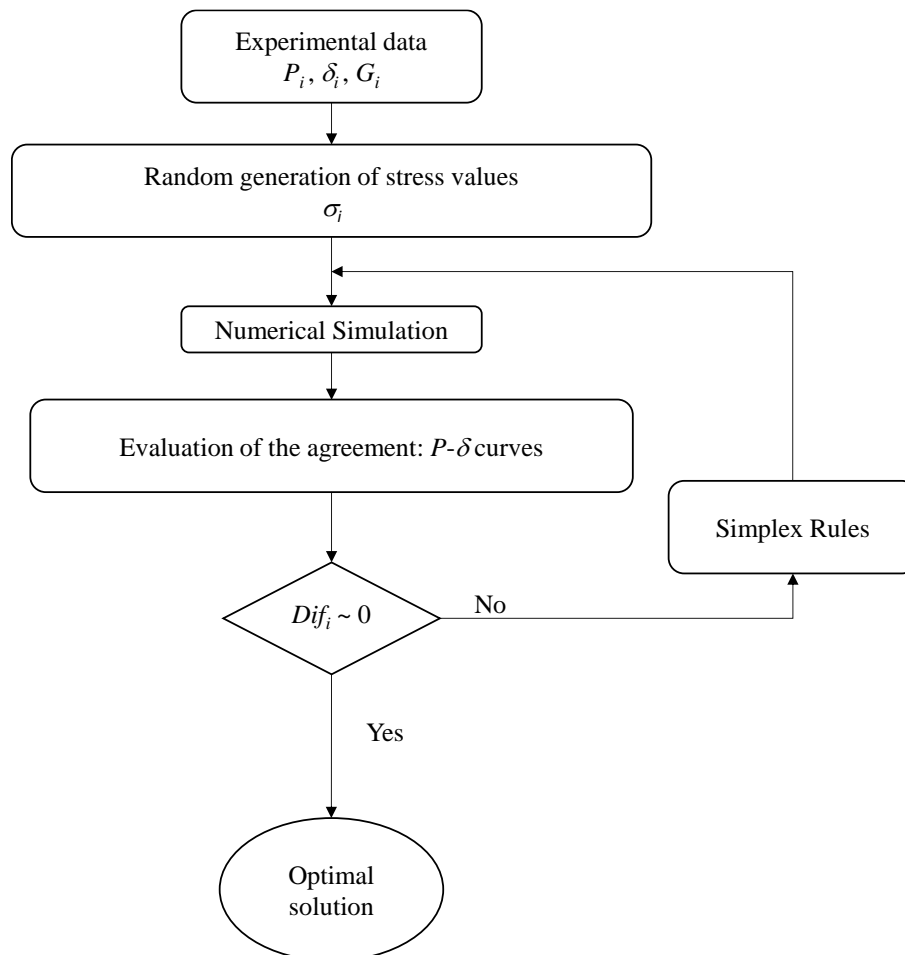 Experimental data
P_i, δ_i, G_i
Random generation of stress values
σ_i
Numerical Simulation
Evaluation of the agreement: P-δ curves
Simplex Rules
Dif_i ~ 0
No
Yes
Optimal
solution